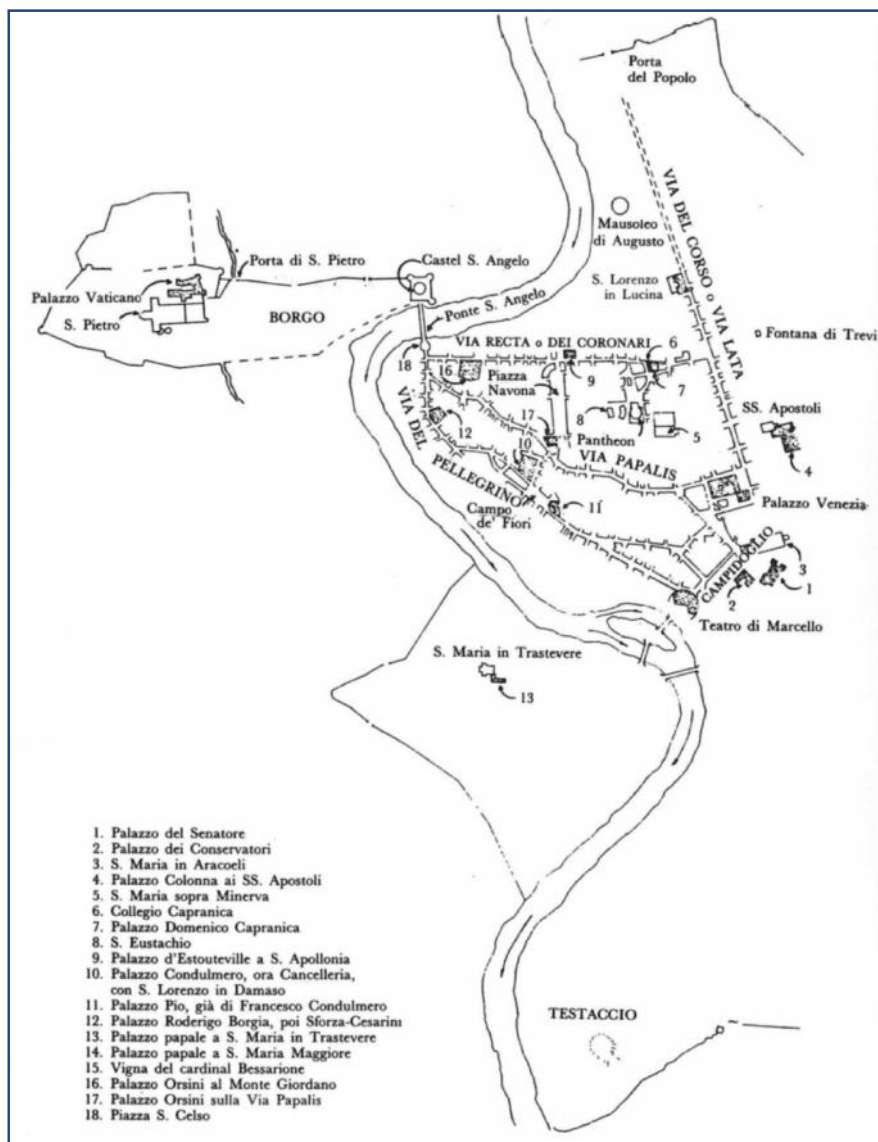 Porta
del Popolo
VIA DEL CORSO o VIA LATA
Mausoleo
di Augusto
Porta di S. Pietro
Castel S. Angelo
S. Lorenzo
in Lucina
Palazzo Vaticano
S. Pietro
BORGO
Ponte S. Angelo
Fontana di Trevi
VIA RECTA o DEI CORONARI
6
18
16
Piazza
Navona
9
7
SS. Apostoli
VIA DEL PELLEGRINO
12
17
8
5
10
Pantheon
4
VIA PAPALIS
Palazzo Venezia
Campo
de' Fiori
11
CAMPIDOGLIO
3
2
1
Teatro di Marcello
S. Maria in Trastevere
13
1. Palazzo del Senatore
2. Palazzo dei Conservatori
3. S. Maria in Aracoeli
4. Palazzo Colonna ai SS. Apostoli
5. S. Maria sopra Minerva
6. Collegio Capranica
7. Palazzo Domenico Capranica
8. S. Eustachio
9. Palazzo d'Estouteville a S. Apollonia
10. Palazzo Condulmero, ora Cancelleria,
con S. Lorenzo in Damaso
11. Palazzo Pio, già di Francesco Condulmero
12. Palazzo Roderigo Borgia, poi Sforza-Cesarini
13. Palazzo papale a S. Maria in Trastevere
14. Palazzo papale a S. Maria Maggiore
15. Vigna del cardinal Bessarione
16. Palazzo Orsini al Monte Giordano
17. Palazzo Orsini sulla Via Papalis
18. Piazza S. Celso
TESTACCIO